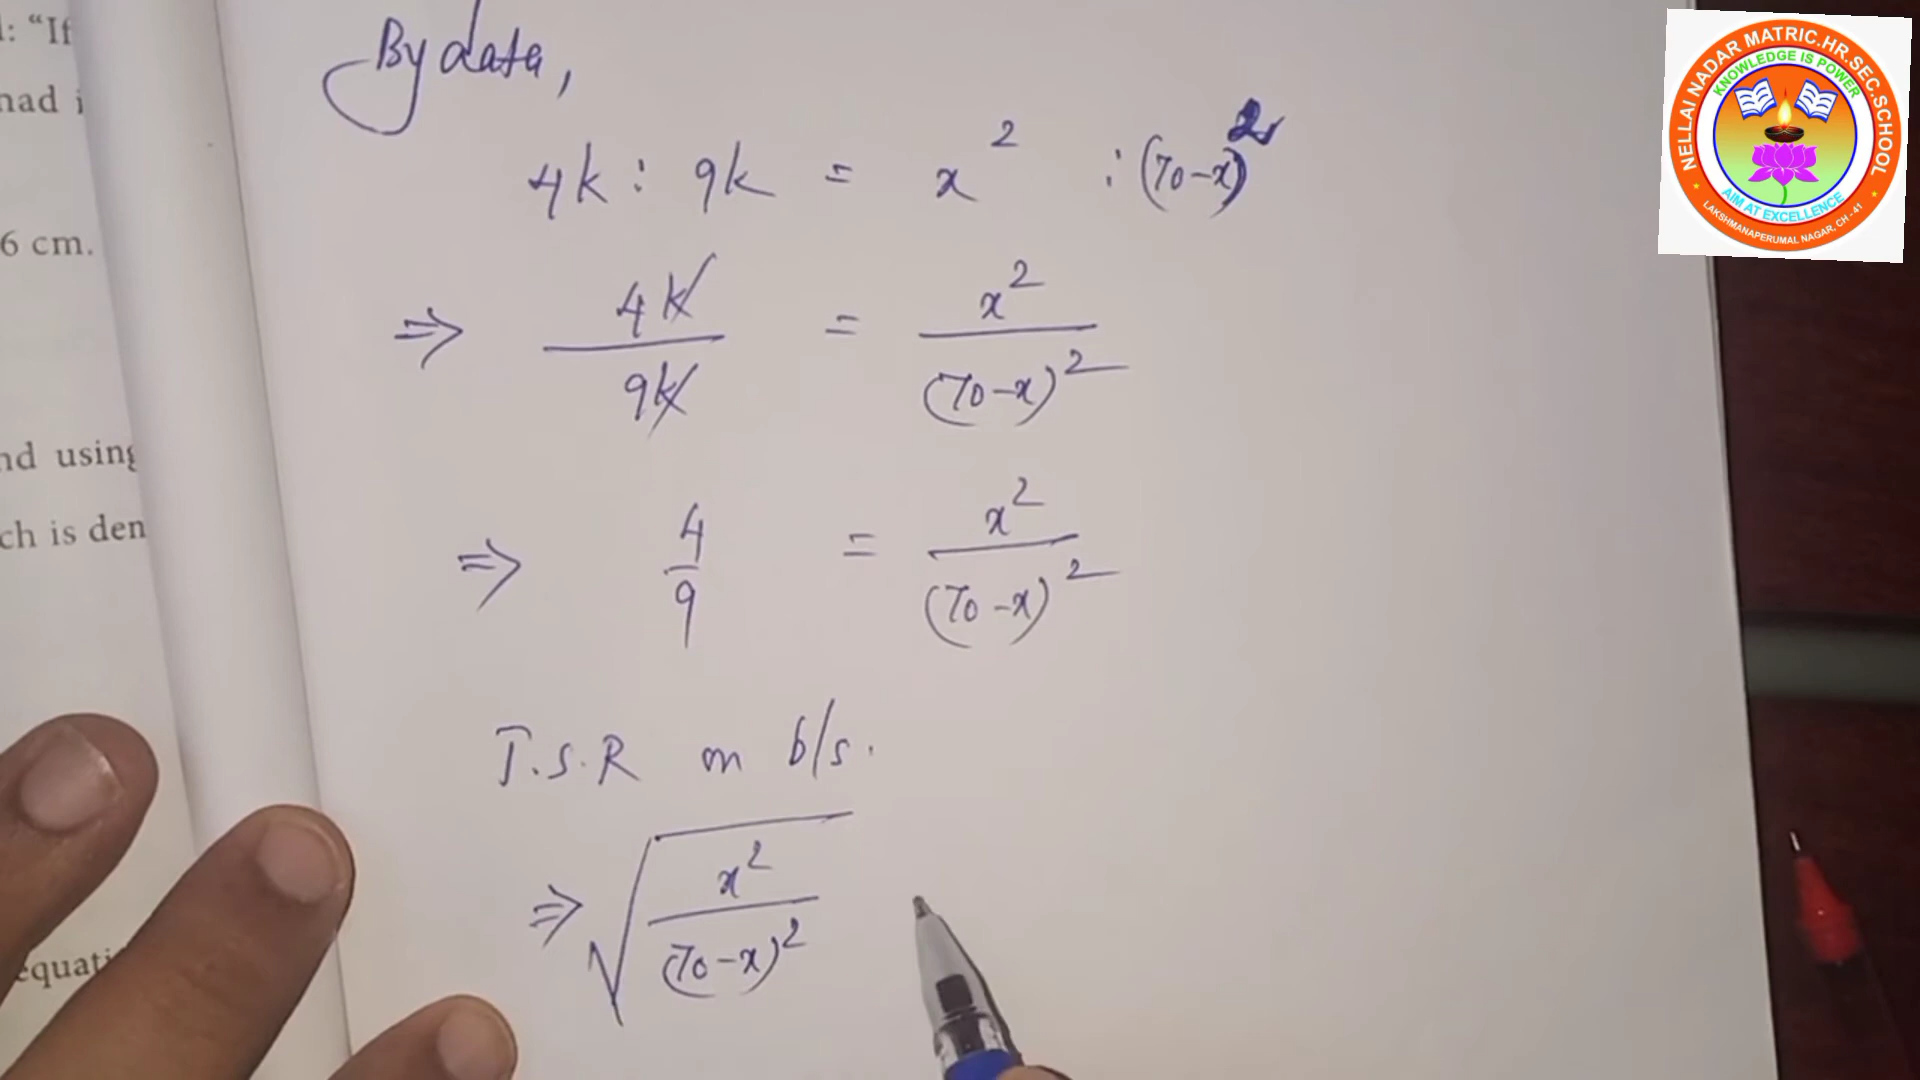 : "If
had i
6 cm.
nd using
ch is den
equati
By data,
4k : 9k = x² : (70-x)²
⇒ 4k/9k = x²/(70-x)²
⇒ 4/9 = x²/(70-x)²
T.S.R on b/s.
⇒ √(x²/(70-x)²)
NELLAI NADAR MATRIC.HR.SEC.SCHOOL
KNOWLEDGE IS POWER
AIM AT EXCELLENCE
LAKSHMANAPERUMAL NAGAR, CH - 41